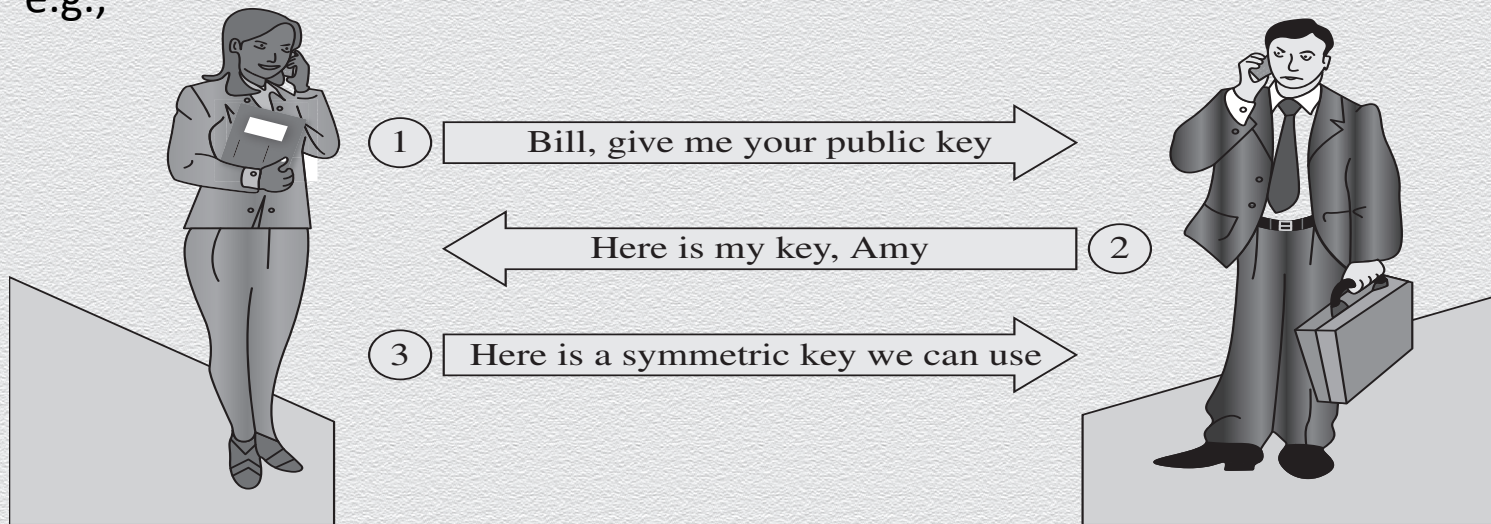 e.g.,
1 Bill, give me your public key
Here is my key, Amy 2
3 Here is a symmetric key we can use